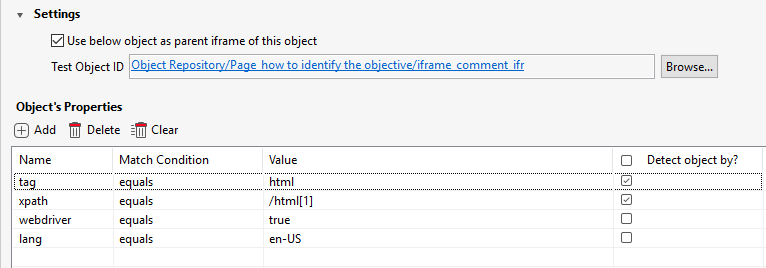 Settings
Use below object as parent iframe of this object
Test Object ID Object Repository/Page_how to identify the objective/iframe_comment_ifr Browse...
Object's Properties
Add Delete Clear
Name Match Condition Value Detect object by?
tag equals html
xpath equals /html[1]
webdriver equals true
lang equals en-US